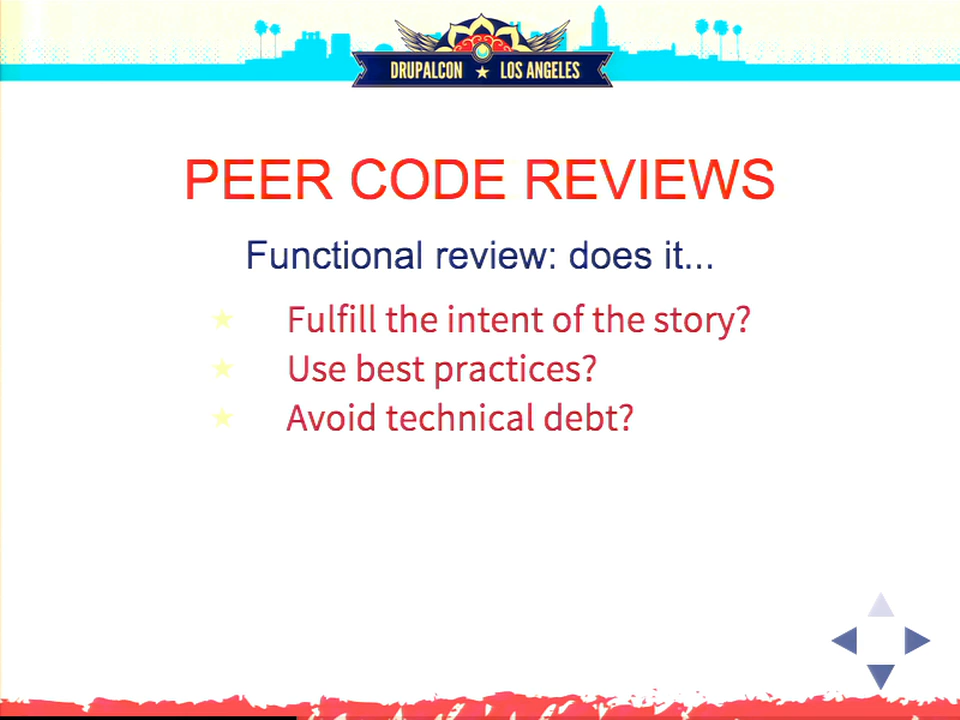 DRUPALCON ★ LOS ANGELES
PEER CODE REVIEWS
Functional review: does it...
★ Fulfill the intent of the story?
★ Use best practices?
★ Avoid technical debt?